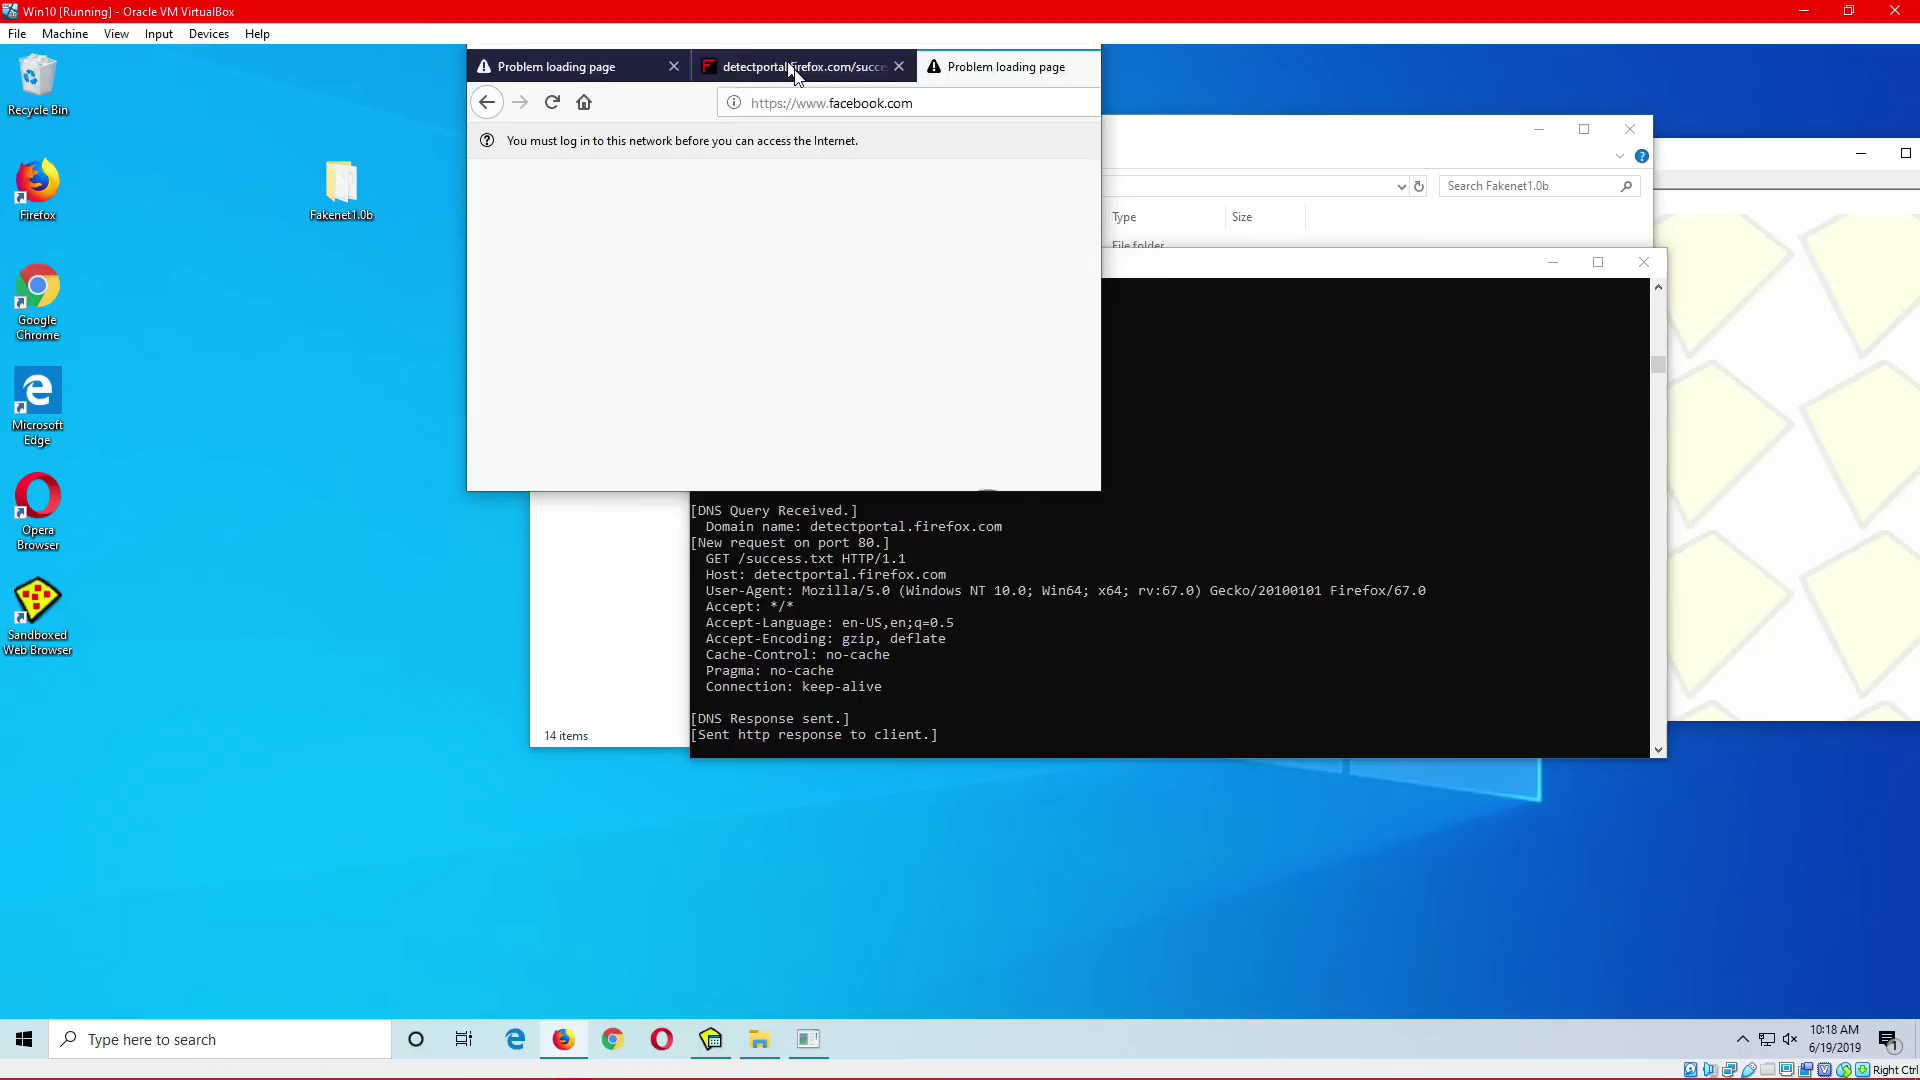 Win10 [Running] - Oracle VM VirtualBox
File Machine View Input Devices Help
Recycle Bin
Firefox
Fakenet1.0b
Google
Chrome
Microsoft
Edge
Opera
Browser
Sandboxed
Web Browser
Problem loading page
detectportal.firefox.com/succe
Problem loading page
https://www.facebook.com
You must log in to this network before you can access the Internet.
Search Fakenet1.0b
Type Size
File folder
[DNS Query Received.]
Domain name: detectportal.firefox.com
[New request on port 80.]
GET /success.txt HTTP/1.1
Host: detectportal.firefox.com
User-Agent: Mozilla/5.0 (Windows NT 10.0; Win64; x64; rv:67.0) Gecko/20100101 Firefox/67.0
Accept: */*
Accept-Language: en-US,en;q=0.5
Accept-Encoding: gzip, deflate
Cache-Control: no-cache
Pragma: no-cache
Connection: keep-alive
[DNS Response sent.]
[Sent http response to client.]
14 items
Type here to search
10:18 AM
6/19/2019
1
Right Ctrl